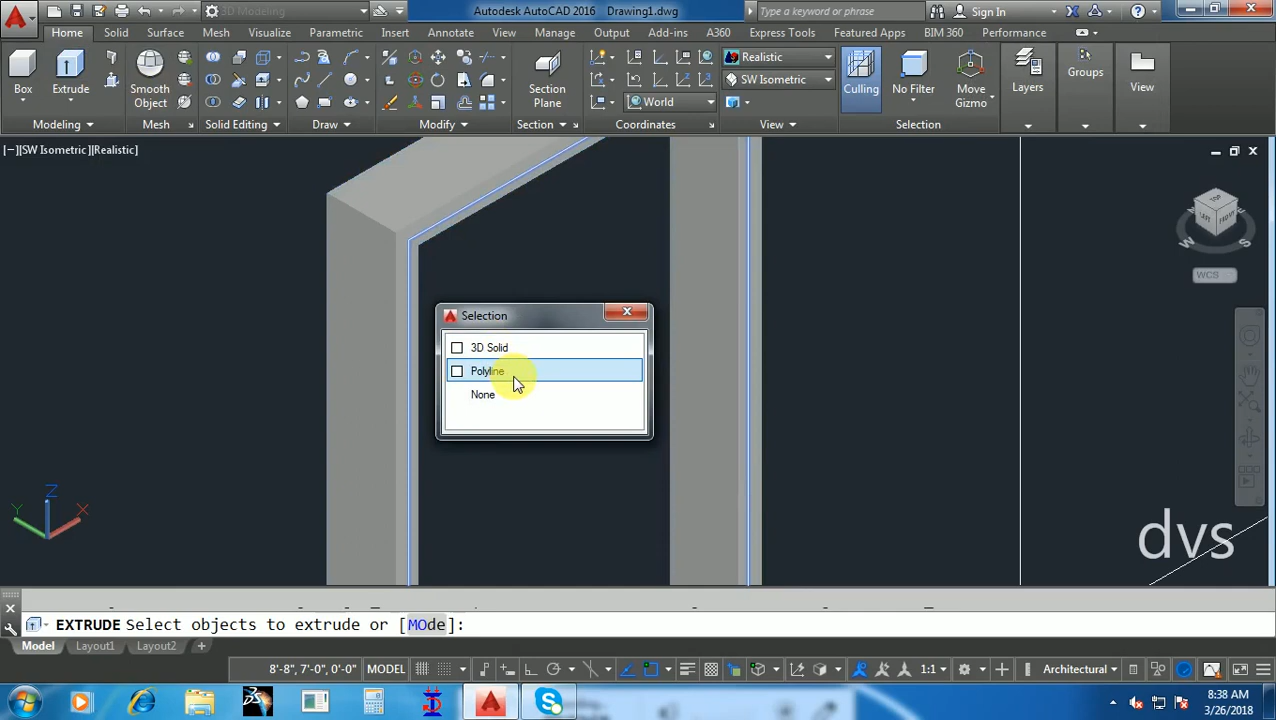 Autodesk AutoCAD 2016 Drawing1.dwg
3D Modeling
Type a keyword or phrase
Sign In
Home Solid Surface Mesh Visualize Parametric Insert Annotate View Manage Output Add-ins A360 Express Tools Featured Apps BIM 360 Performance
Box
Extrude
Smooth Object
Section Plane
World
Realistic
SW Isometric
Culling
No Filter
Move Gizmo
Layers
Groups
View
Modeling
Mesh
Solid Editing
Draw
Modify
Section
Coordinates
View
Selection
[−]|SW Isometric|Realistic]
TOP
LEFT
FRONT
W
S
WCS
Selection
3D Solid
Polyline
None
Z
Y
X
dvs
EXTRUDE Select objects to extrude or [MOde]:
Model Layout1 Layout2 +
8'-8", 7'-0", 0'-0" MODEL 1:1 Architectural
8:38 AM
3/26/2018